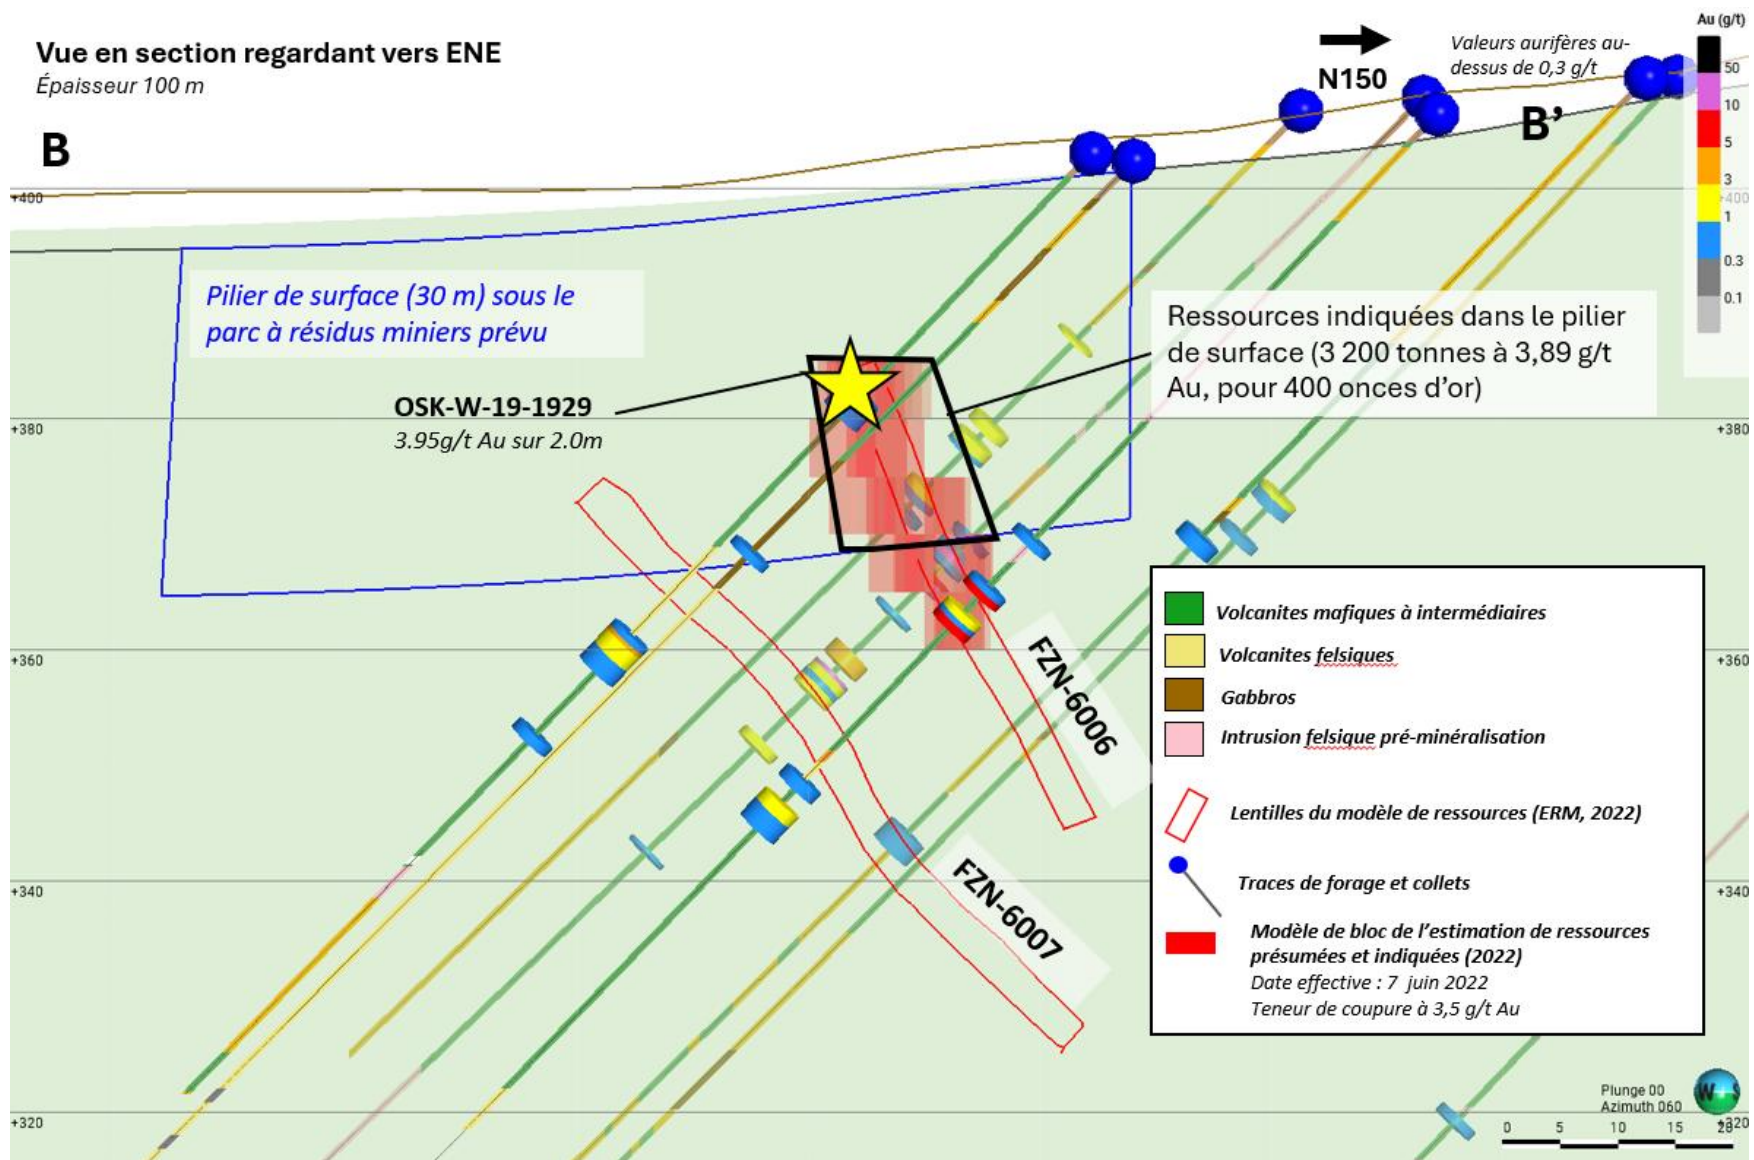 Vue en section regardant vers ENE
Épaisseur 100 m
B
N150
Valeurs aurifères au-
dessus de 0,3 g/t
B’
Au (g/t)
50
10
5
3
1
0.3
0.1
+400
+400
Pilier de surface (30 m) sous le
parc à résidus miniers prévu
Ressources indiquées dans le pilier
de surface (3 200 tonnes à 3,89 g/t
Au, pour 400 onces d’or)
OSK-W-19-1929
3.95g/t Au sur 2.0m
+380
+380
FZN-6006
FZN-6007
+360
+360
Volcanites mafiques à intermédiaires
Volcanites felsiques
Gabbros
Intrusion felsique pré-minéralisation
Lentilles du modèle de ressources (ERM, 2022)
Traces de forage et collets
Modèle de bloc de l’estimation de ressources
présumées et indiquées (2022)
Date effective : 7 juin 2022
Teneur de coupure à 3,5 g/t Au
+340
+340
Plunge 00
Azimuth 060
W
S
+320
+320
0 5 10 15 20